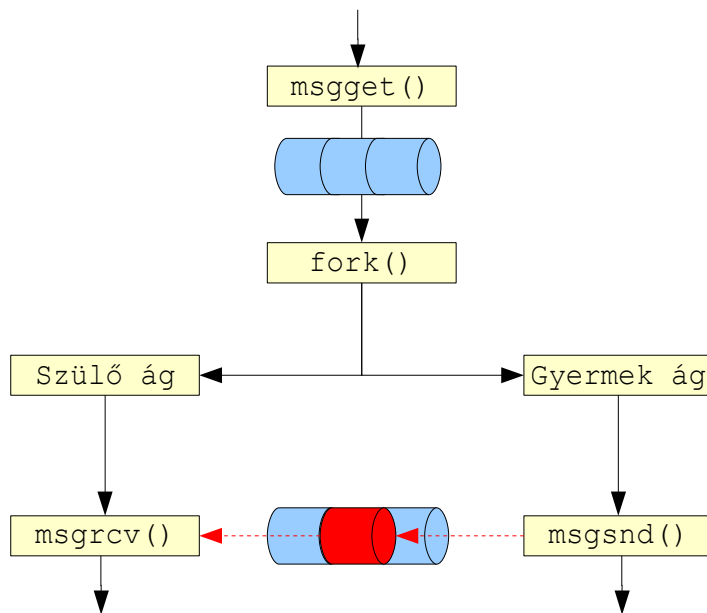 msgget()
fork()
Szülő ág
Gyermek ág
msgrcv()
msgsnd()